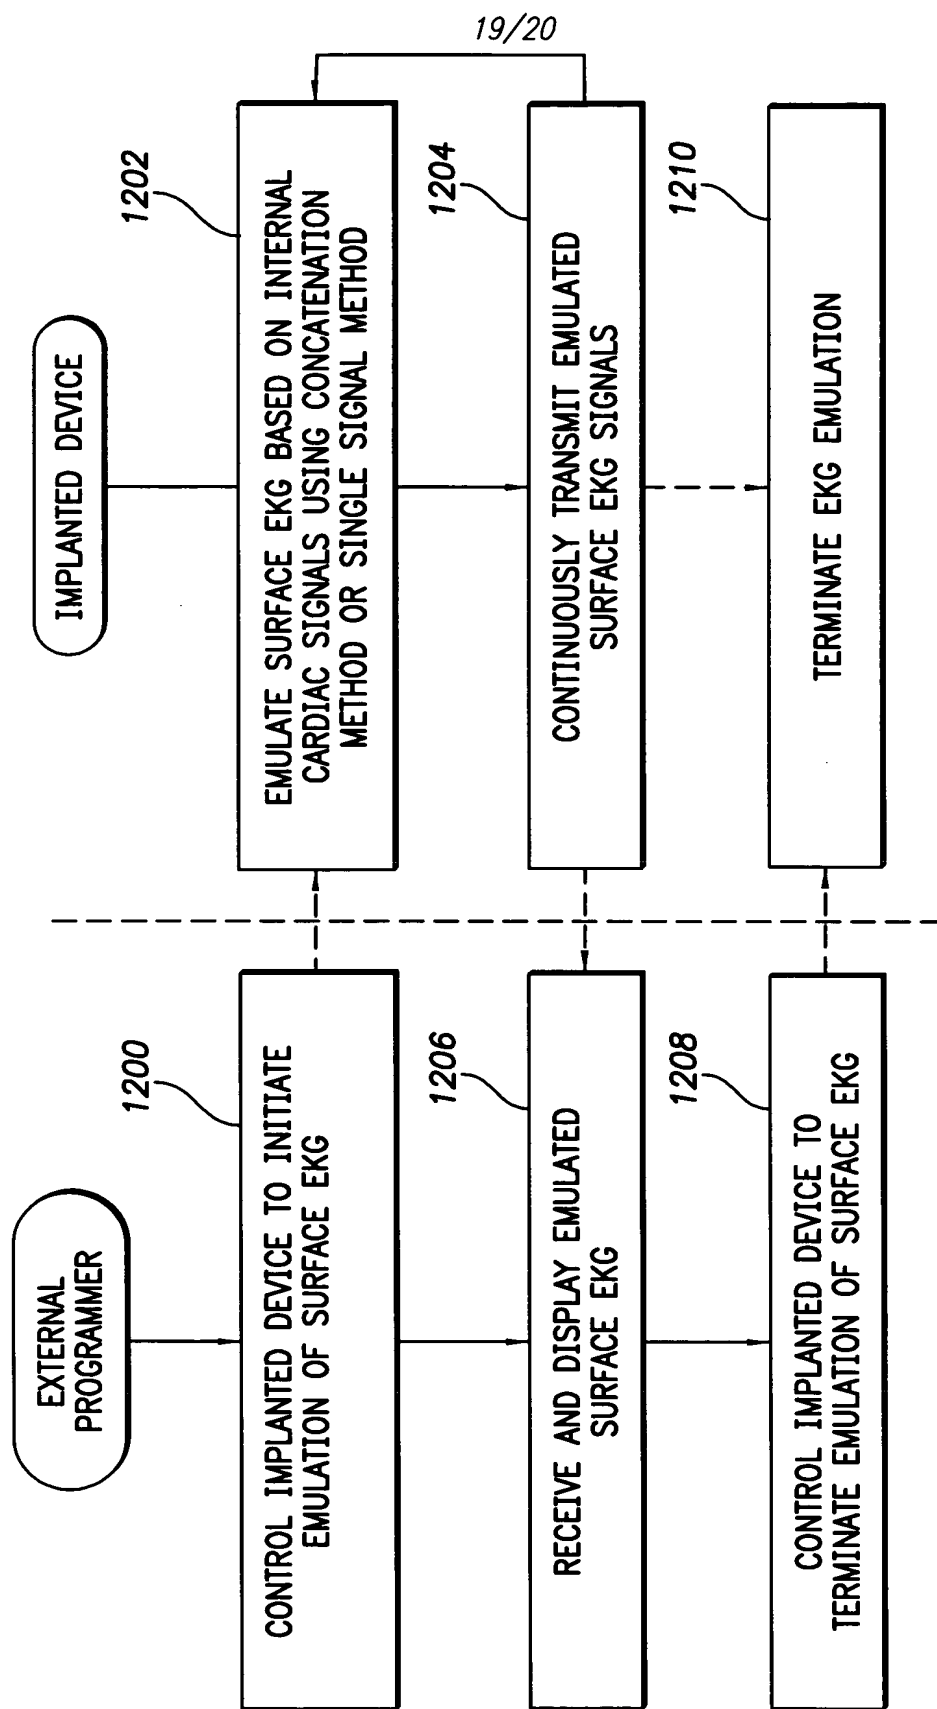 19/20
EXTERNAL
PROGRAMMER
1200
CONTROL IMPLANTED DEVICE TO INITIATE
EMULATION OF SURFACE EKG
1206
RECEIVE AND DISPLAY EMULATED
SURFACE EKG
1208
CONTROL IMPLANTED DEVICE TO
TERMINATE EMULATION OF SURFACE EKG
IMPLANTED DEVICE
1202
EMULATE SURFACE EKG BASED ON INTERNAL
CARDIAC SIGNALS USING CONCATENATION
METHOD OR SINGLE SIGNAL METHOD
1204
CONTINUOUSLY TRANSMIT EMULATED
SURFACE EKG SIGNALS
1210
TERMINATE EKG EMULATION